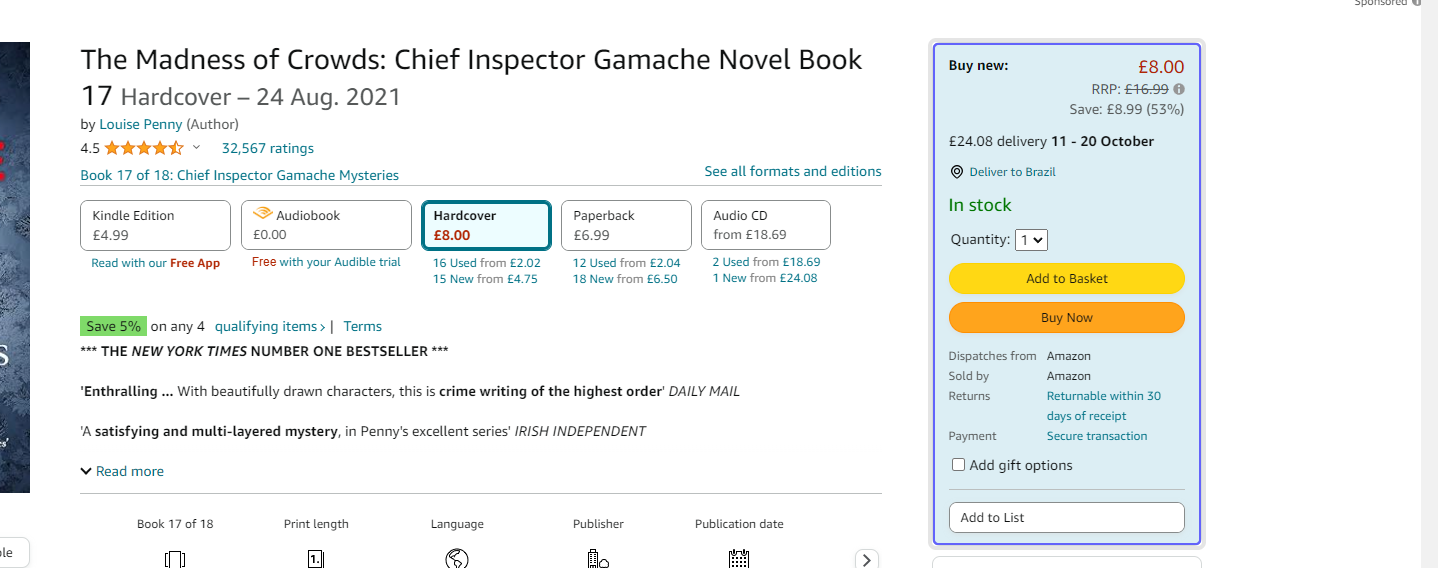 Sponsored
The Madness of Crowds: Chief Inspector Gamache Novel Book
17 Hardcover – 24 Aug. 2021
by Louise Penny (Author)
4.5 32,567 ratings
Book 17 of 18: Chief Inspector Gamache Mysteries
See all formats and editions
Kindle Edition
£4.99
Read with our Free App
Audiobook
£0.00
Free with your Audible trial
Hardcover
£8.00
16 Used from £2.02
15 New from £4.75
Paperback
£6.99
12 Used from £2.04
18 New from £6.50
Audio CD
from £18.69
2 Used from £18.69
1 New from £24.08
Save 5% on any 4 qualifying items › | Terms
*** THE NEW YORK TIMES NUMBER ONE BESTSELLER ***
'Enthralling ... With beautifully drawn characters, this is crime writing of the highest order' DAILY MAIL
'A satisfying and multi-layered mystery, in Penny's excellent series' IRISH INDEPENDENT
Read more
Book 17 of 18
Print length
1.
Language
Publisher
Publication date
Buy new:
£8.00
RRP: £16.99
Save: £8.99 (53%)
£24.08 delivery 11 - 20 October
Deliver to Brazil
In stock
Quantity: 1
Add to Basket
Buy Now
Dispatches from Amazon
Sold by Amazon
Returns Returnable within 30
days of receipt
Payment Secure transaction
Add gift options
Add to List